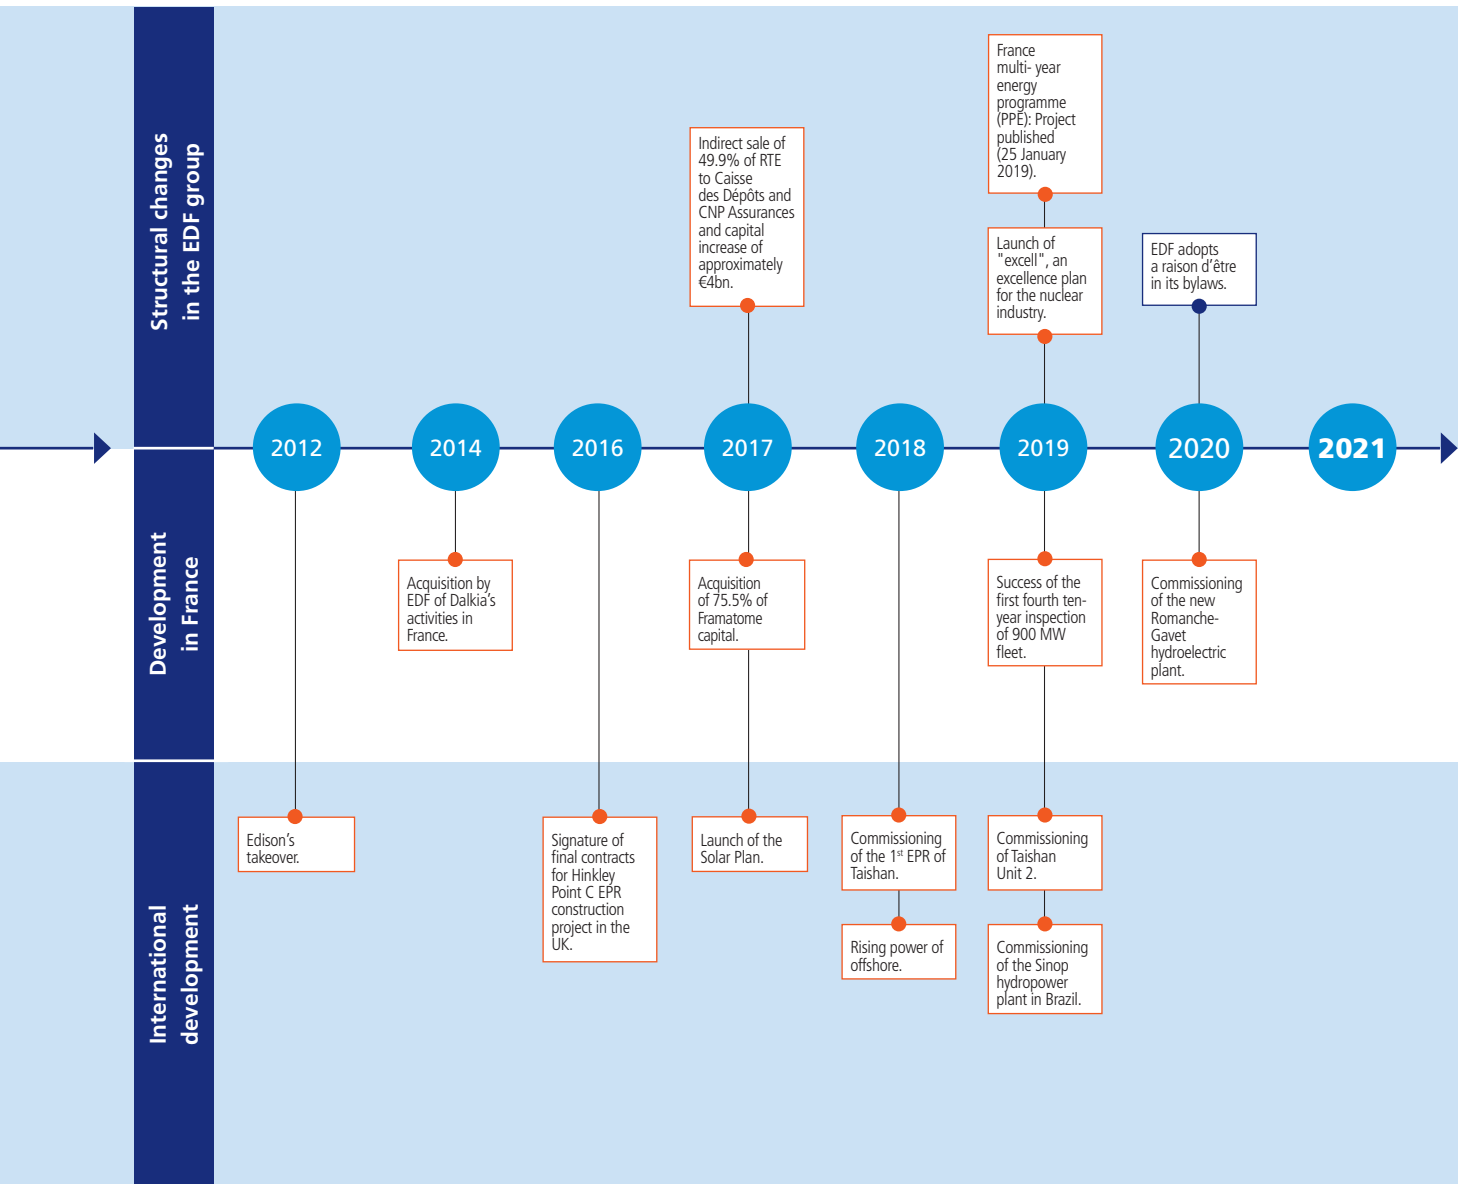 Structural changes
in the EDF group
France
multi- year
energy
programme
(PPE): Project
published
(25 January
2019).
Indirect sale of
49.9% of RTE
to Caisse
des Dépôts and
CNP Assurances
and capital
increase of
approximately
€4bn.
Launch of
"excell", an
excellence plan
for the nuclear
industry.
EDF adopts
a raison d’être
in its bylaws.
2012
2014
2016
2017
2018
2019
2020
2021
Development
in France
Acquisition by
EDF of Dalkia’s
activities in
France.
Acquisition
of 75.5% of
Framatome
capital.
Success of the
first fourth ten-
year inspection
of 900 MW
fleet.
Commissioning
of the new
Romanche-
Gavet
hydroelectric
plant.
International
development
Edison’s
takeover.
Signature of
final contracts
for Hinkley
Point C EPR
construction
project in the
UK.
Launch of the
Solar Plan.
Commissioning
of the 1st EPR of
Taishan.
Rising power of
offshore.
Commissioning
of Taishan
Unit 2.
Commissioning
of the Sinop
hydropower
plant in Brazil.